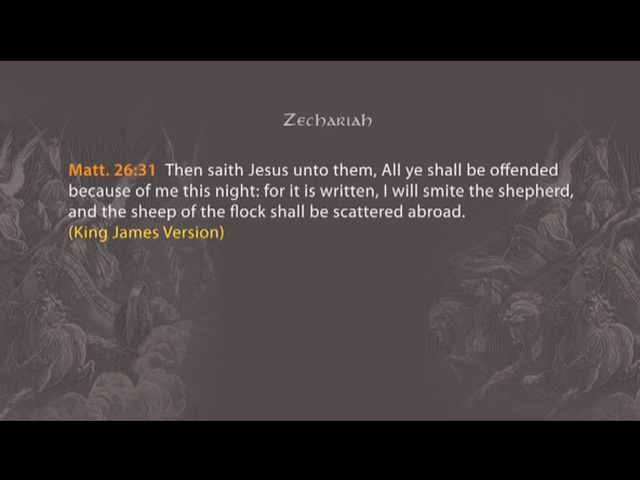 Zechariah
Matt. 26:31 Then saith Jesus unto them, All ye shall be offended
because of me this night: for it is written, I will smite the shepherd,
and the sheep of the flock shall be scattered abroad.
(King James Version)